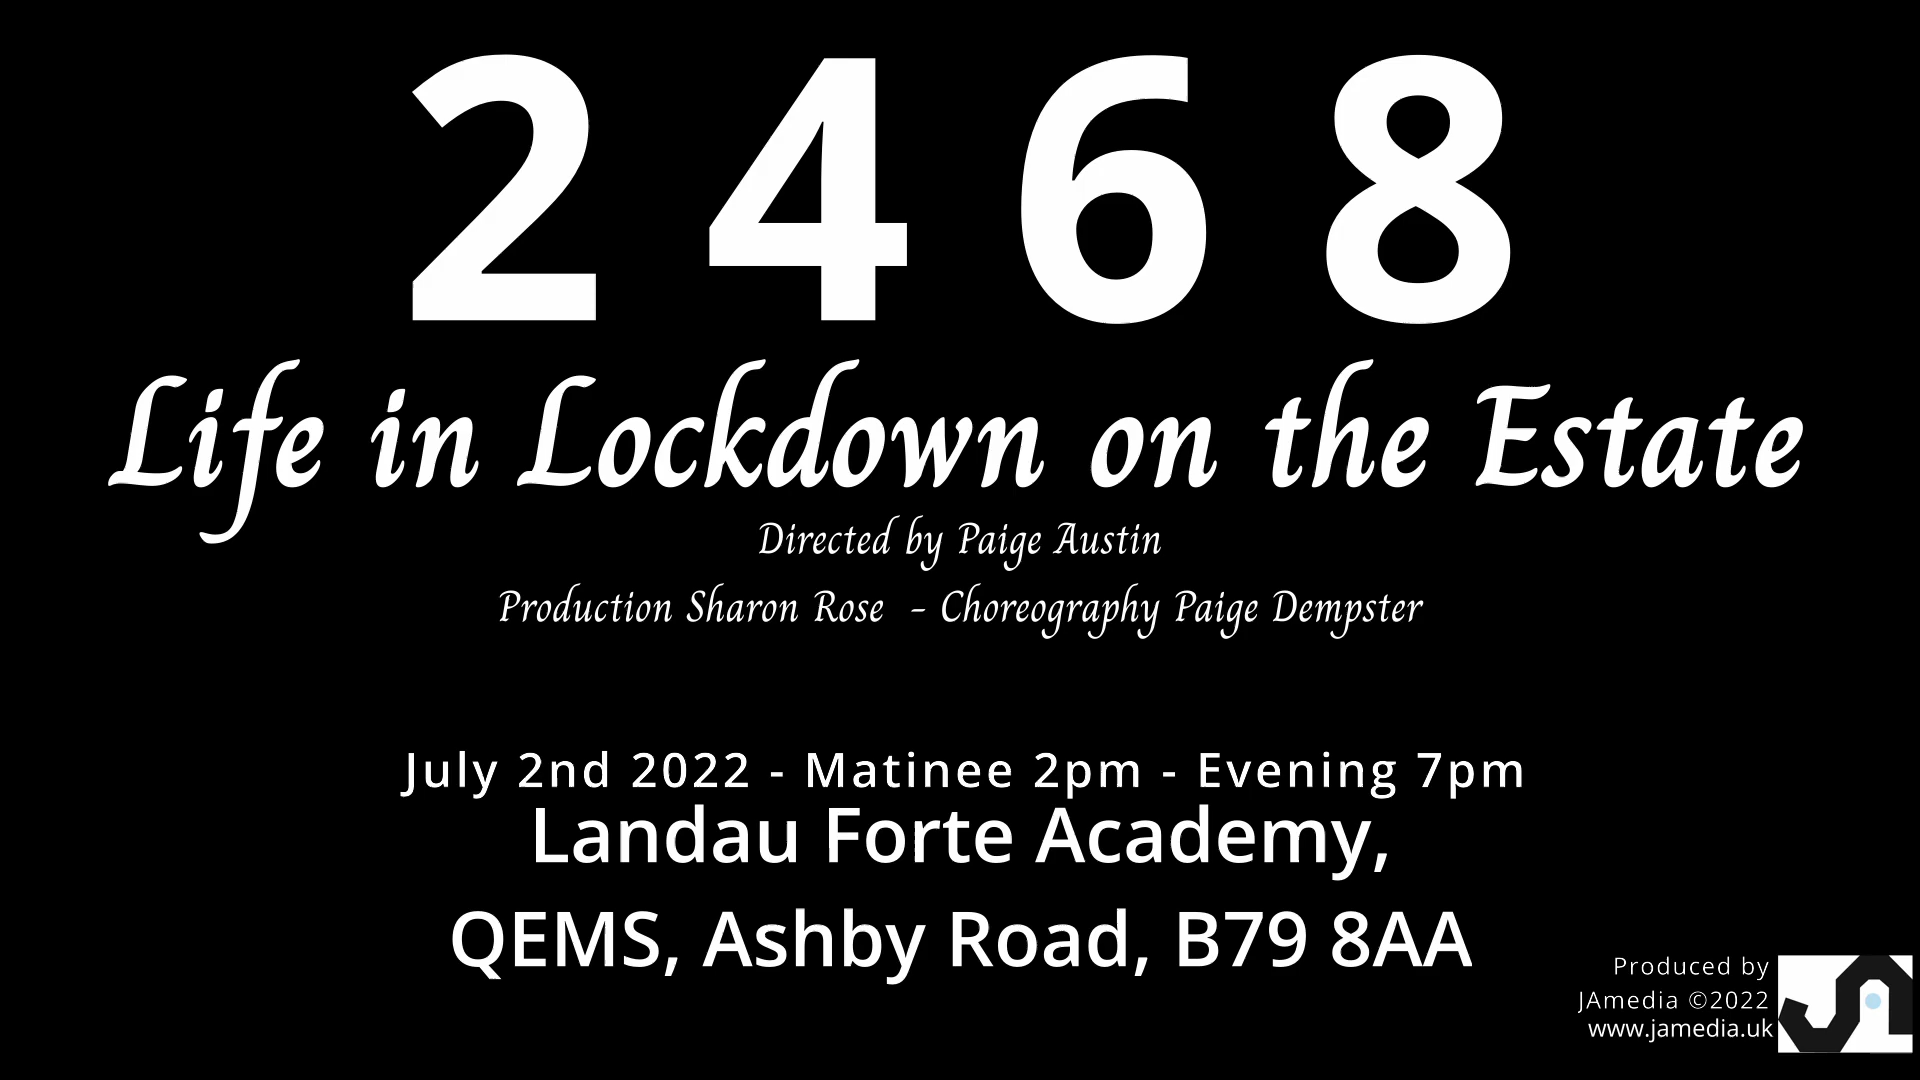 2 4 6 8
Life in Lockdown on the Estate
Directed by Paige Austin
Production Sharon Rose - Choreography Paige Dempster
July 2nd 2022 - Matinee 2pm - Evening 7pm
Landau Forte Academy,
QEMS, Ashby Road, B79 8AA
Produced by
JAmedia ©2022
www.jamedia.uk